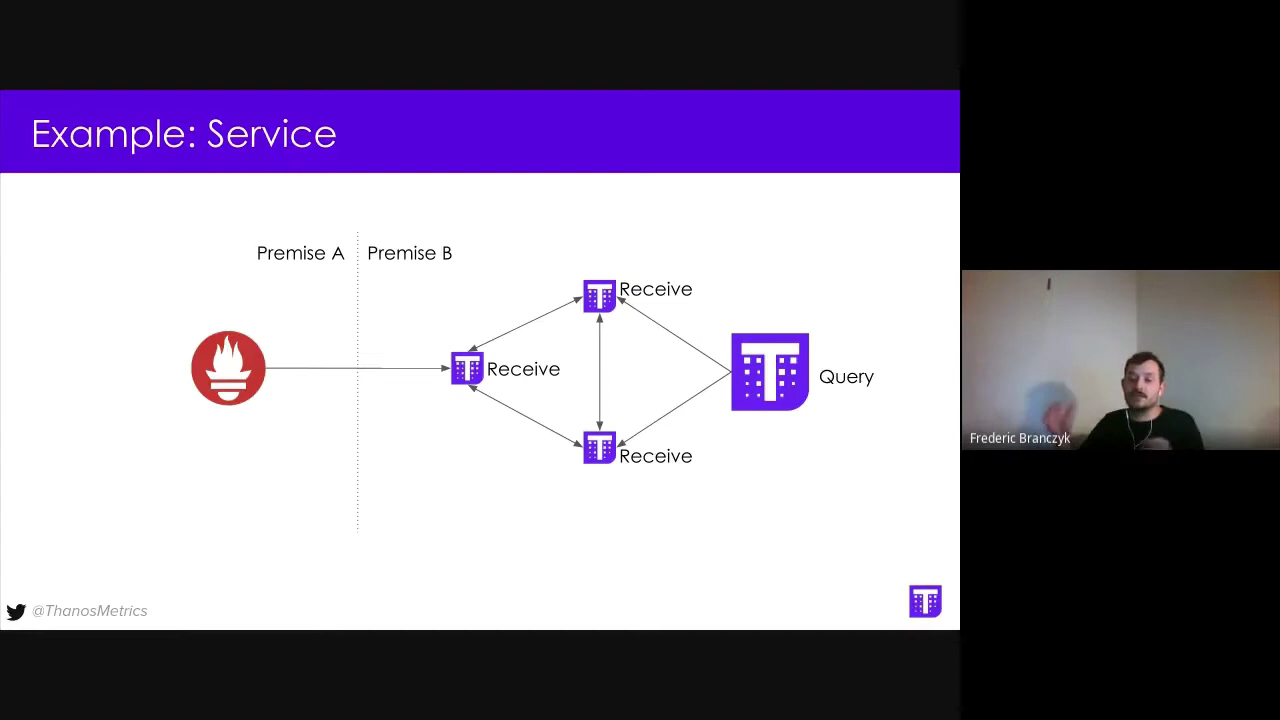 Example: Service
Premise A
Premise B
Receive
Receive
Query
Receive
@ThanosMetrics
Frederic Branczyk